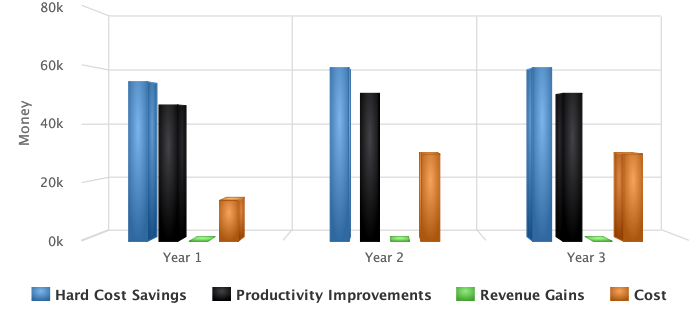 80k
60k
40k
20k
0k
Money
Year 1 Year 2 Year 3
Hard Cost Savings Productivity Improvements Revenue Gains Cost